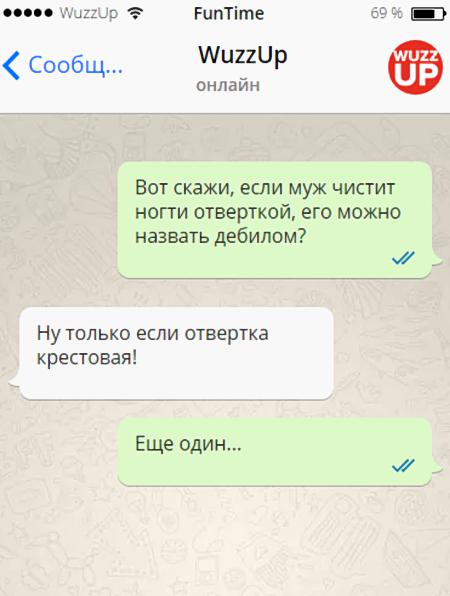 WuzzUp FunTime 69 %
Сообщ... WuzzUp
онлайн
WUZZ
UP
Вот скажи, если муж чистит
ногти отверткой, его можно
назвать дебилом?
Ну только если отвертка
крестовая!
Еще один...